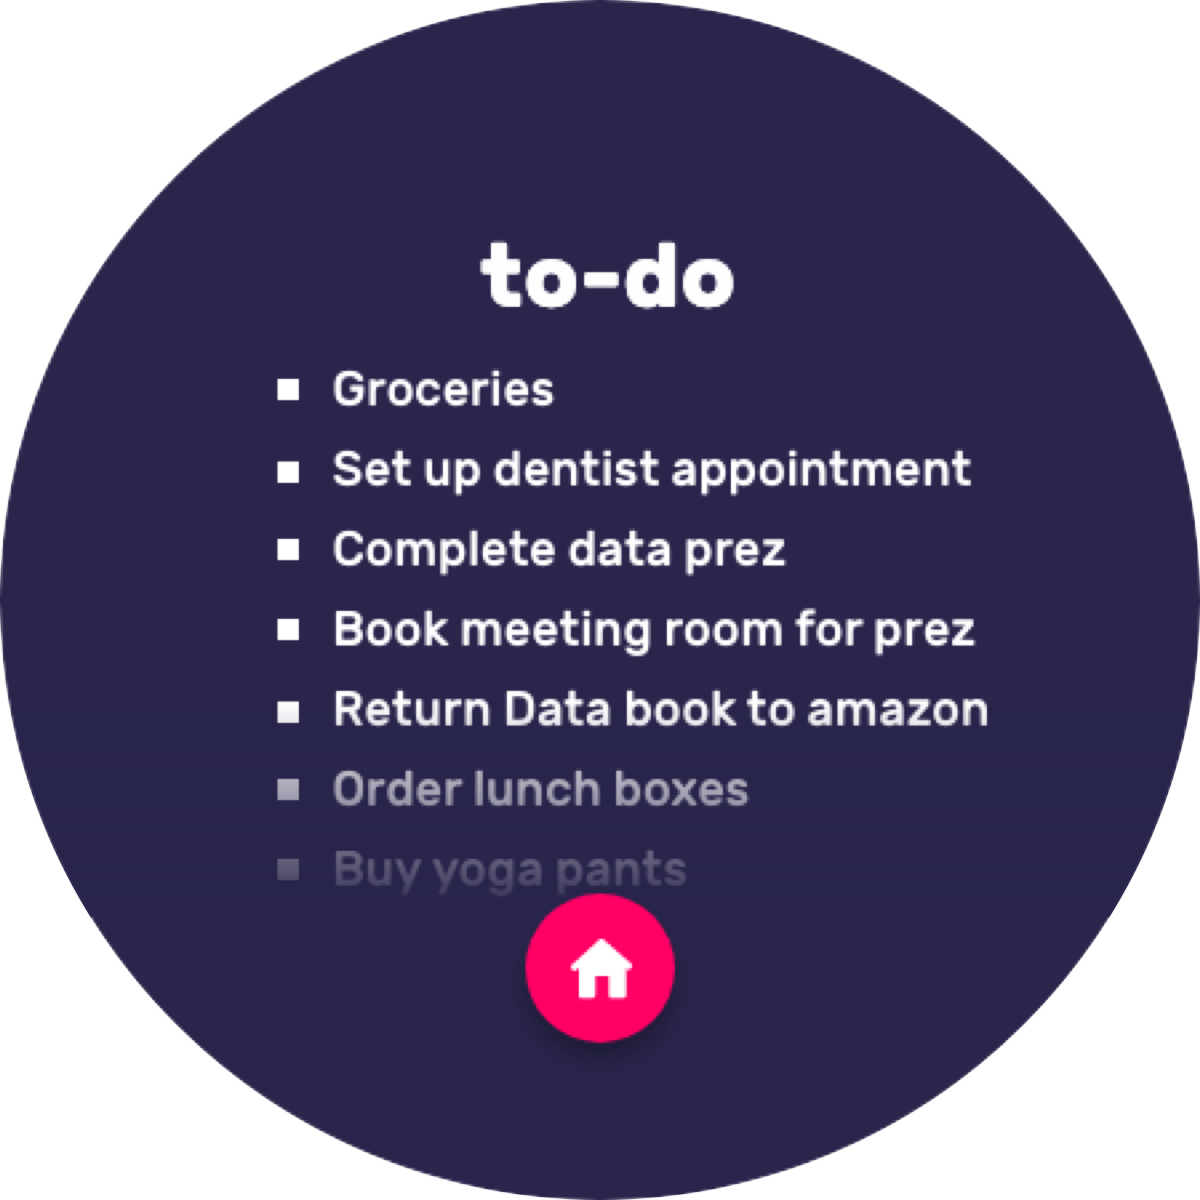 to-do
Groceries
Set up dentist appointment
Complete data prez
Book meeting room for prez
Return Data book to amazon
Order lunch boxes
Buy yoga pants